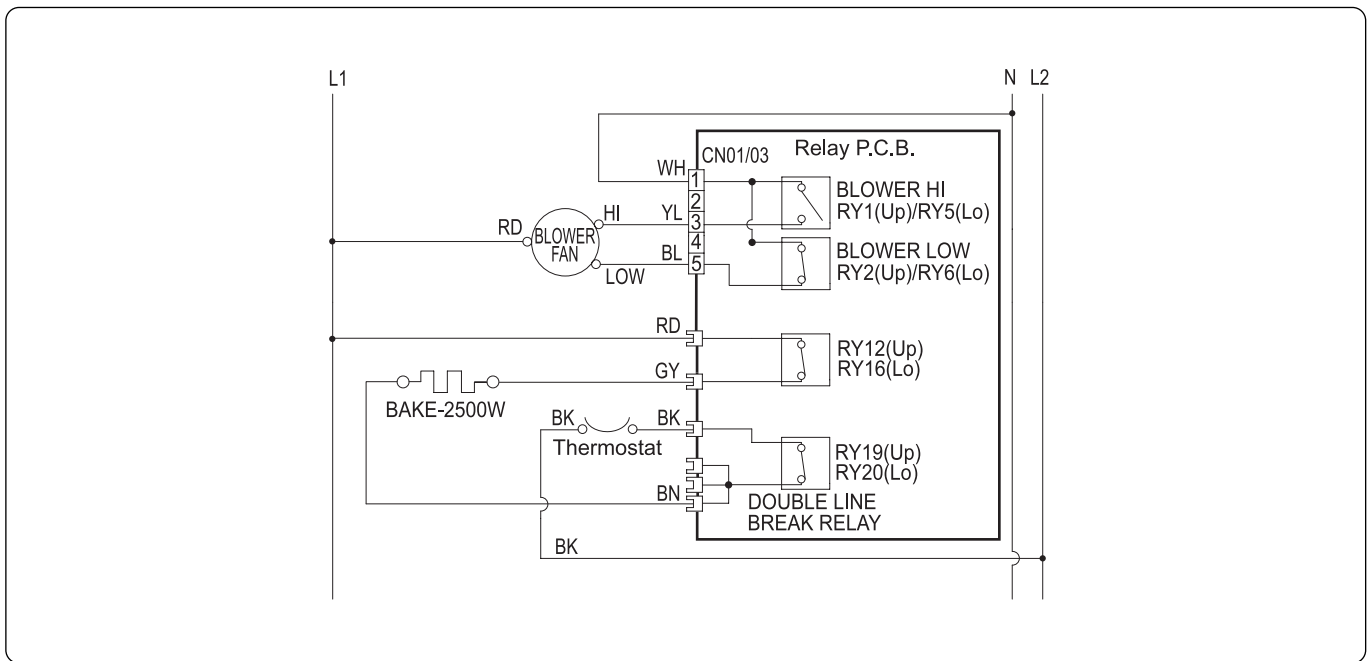 L1
N L2
Relay P.C.B.
CN01/03
WH
1
BLOWER HI
RY1(Up)/RY5(Lo)
2
HI
YL
3
RD
BLOWER
FAN
4
BLOWER LOW
RY2(Up)/RY6(Lo)
BL
5
LOW
RD
RY12(Up)
RY16(Lo)
GY
BAKE-2500W
BK
BK
Thermostat
RY19(Up)
RY20(Lo)
BN
DOUBLE LINE
BREAK RELAY
BK